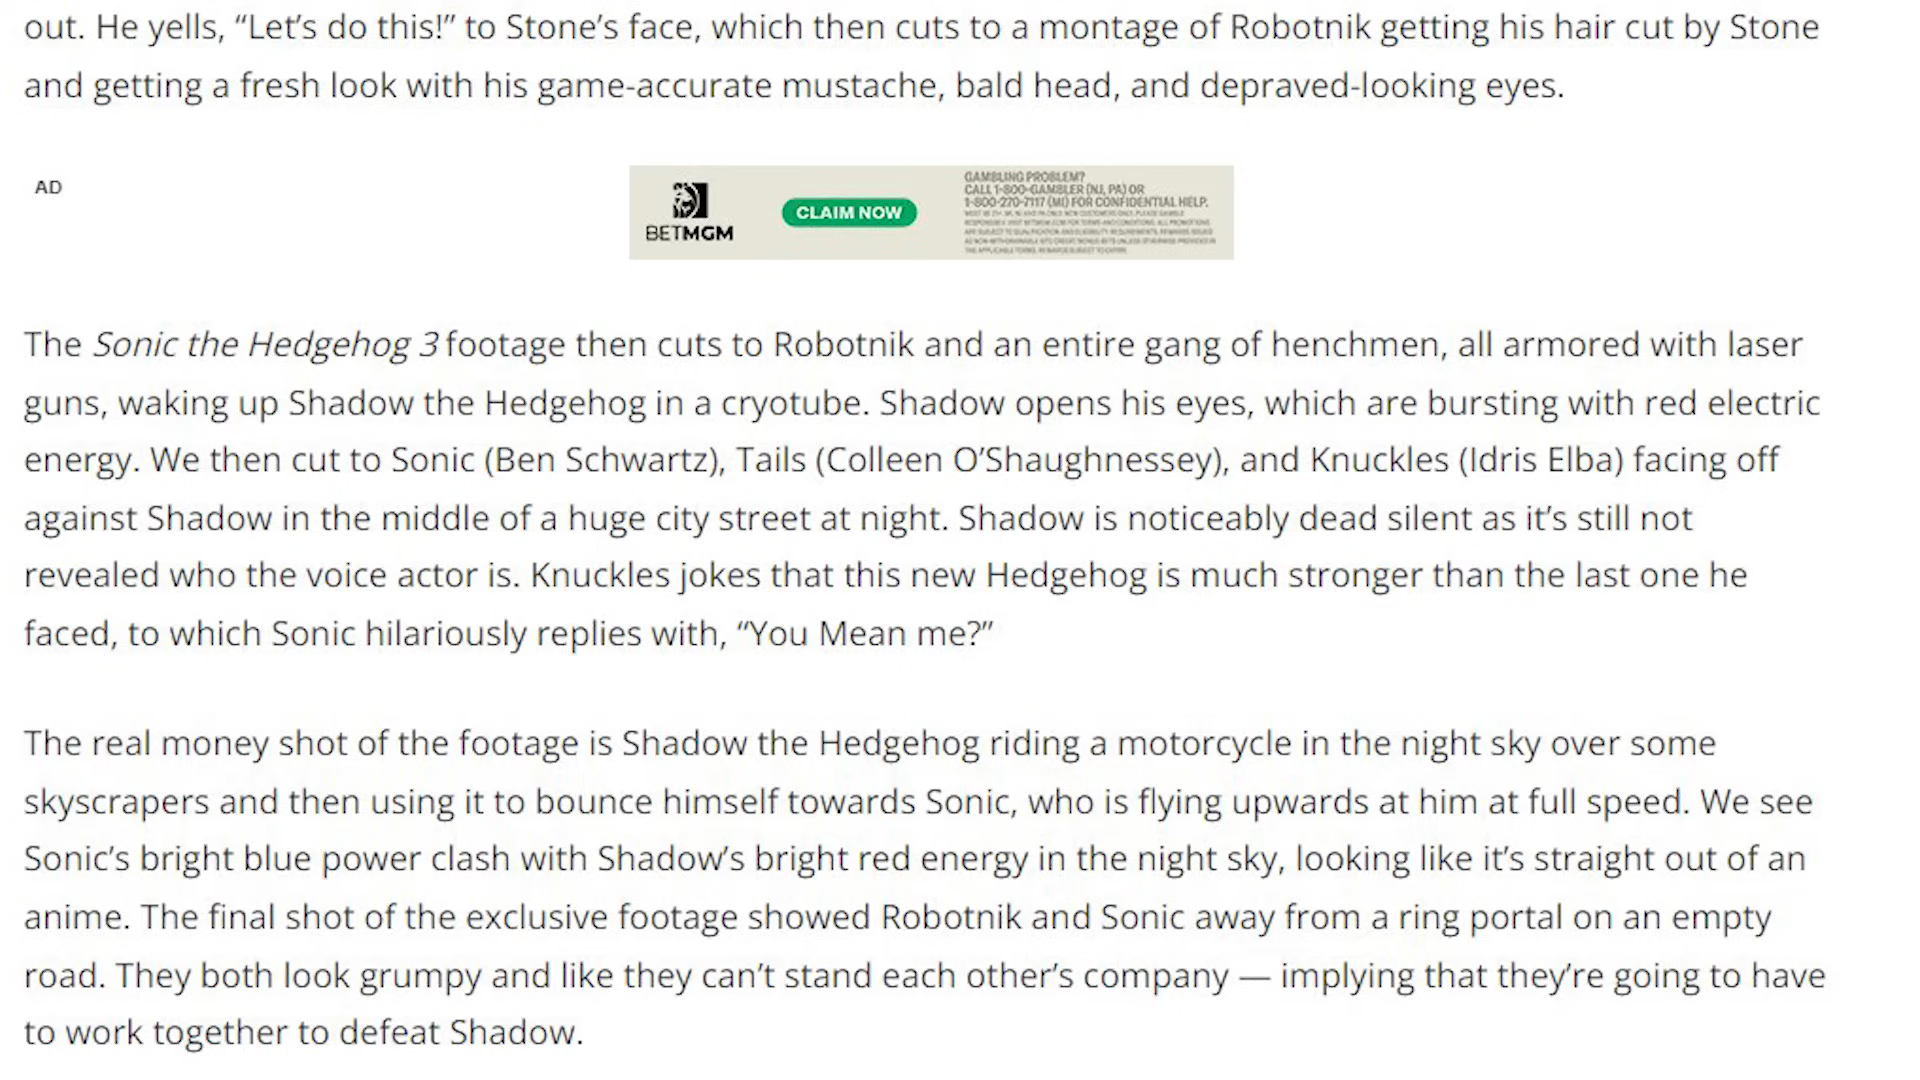 out. He yells, “Let’s do this!” to Stone’s face, which then cuts to a montage of Robotnik getting his hair cut by Stone
and getting a fresh look with his game-accurate mustache, bald head, and depraved-looking eyes.
AD
BETMGM
CLAIM NOW
GAMBLING PROBLEM?
CALL 1-800-GAMBLER (NJ, PA) OR
1-800-270-7117 (MI) FOR CONFIDENTIAL HELP.
The Sonic the Hedgehog 3 footage then cuts to Robotnik and an entire gang of henchmen, all armored with laser
guns, waking up Shadow the Hedgehog in a cryotube. Shadow opens his eyes, which are bursting with red electric
energy. We then cut to Sonic (Ben Schwartz), Tails (Colleen O’Shaughnessey), and Knuckles (Idris Elba) facing off
against Shadow in the middle of a huge city street at night. Shadow is noticeably dead silent as it’s still not
revealed who the voice actor is. Knuckles jokes that this new Hedgehog is much stronger than the last one he
faced, to which Sonic hilariously replies with, “You Mean me?”
The real money shot of the footage is Shadow the Hedgehog riding a motorcycle in the night sky over some
skyscrapers and then using it to bounce himself towards Sonic, who is flying upwards at him at full speed. We see
Sonic’s bright blue power clash with Shadow’s bright red energy in the night sky, looking like it’s straight out of an
anime. The final shot of the exclusive footage showed Robotnik and Sonic away from a ring portal on an empty
road. They both look grumpy and like they can’t stand each other’s company — implying that they’re going to have
to work together to defeat Shadow.